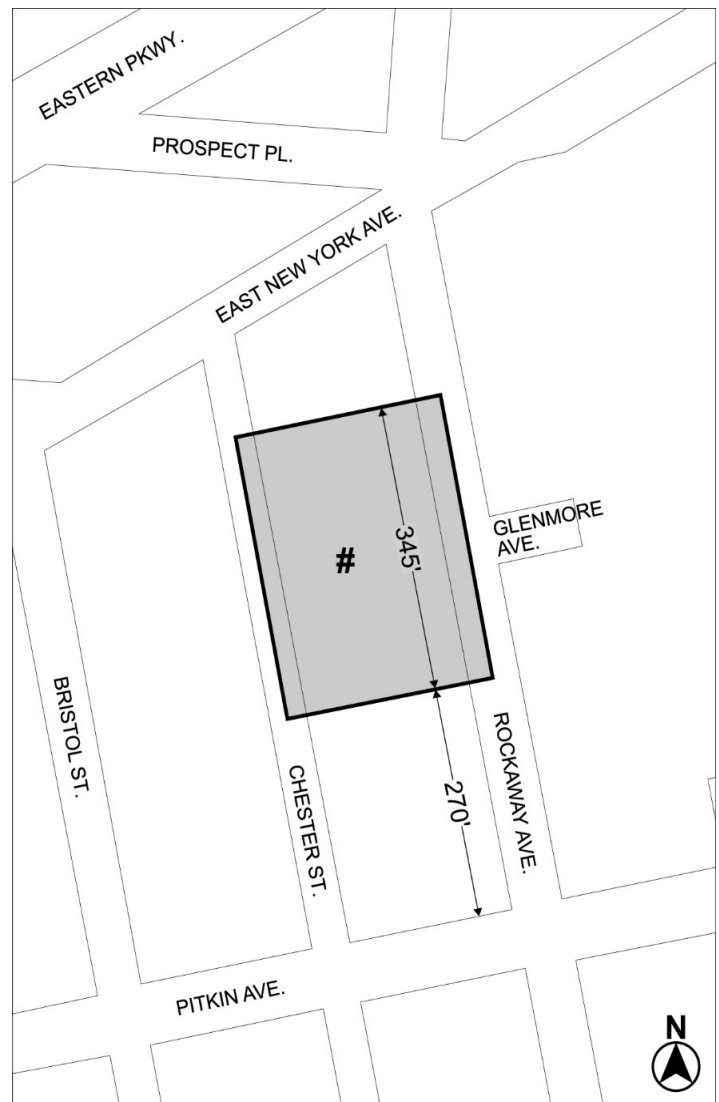 EASTERN PKWY.
PROSPECT PL.
EAST NEW YORK AVE.
GLENMORE
AVE.
345'
#
BRISTOL ST.
CHESTER ST.
ROCKAWAY AVE.
270'
PITKIN AVE.
N